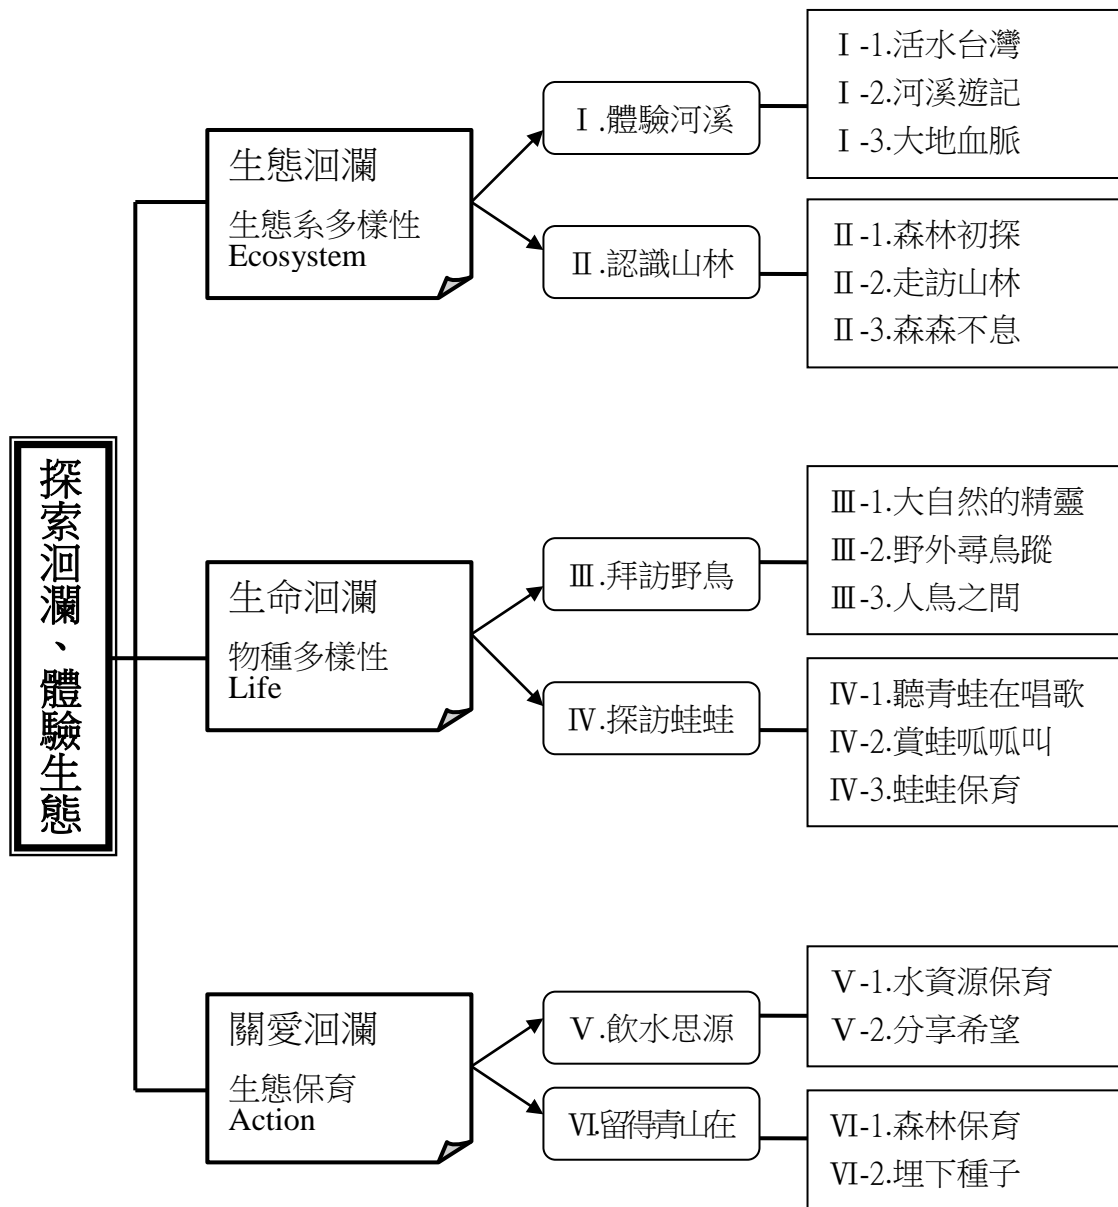 探索洄瀾、體驗生態
生態洄瀾
生態系多樣性
Ecosystem
Ⅰ.體驗河溪
Ⅰ-1.活水台灣
Ⅰ-2.河溪遊記
Ⅰ-3.大地血脈
Ⅱ.認識山林
Ⅱ-1.森林初探
Ⅱ-2.走訪山林
Ⅱ-3.森森不息
生命洄瀾
物種多樣性
Life
Ⅲ.拜訪野鳥
Ⅲ-1.大自然的精靈
Ⅲ-2.野外尋鳥蹤
Ⅲ-3.人鳥之間
Ⅳ.探訪蛙蛙
Ⅳ-1.聽青蛙在唱歌
Ⅳ-2.賞蛙呱呱叫
Ⅳ-3.蛙蛙保育
關愛洄瀾
生態保育
Action
Ⅴ.飲水思源
Ⅴ-1.水資源保育
Ⅴ-2.分享希望
Ⅵ.留得青山在
Ⅵ-1.森林保育
Ⅵ-2.埋下種子